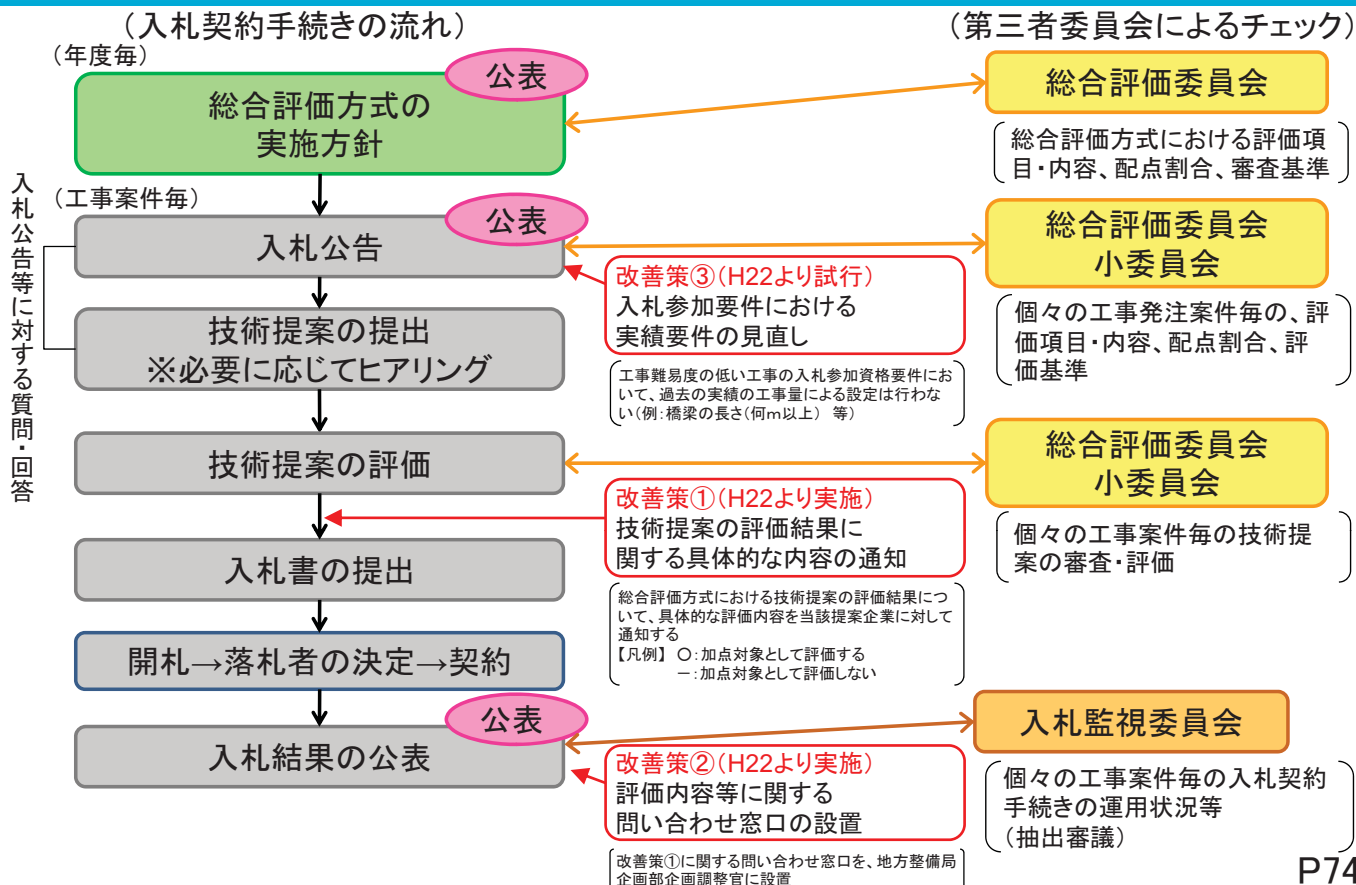 （入札契約手続きの流れ）
（第三者委員会によるチェック）
（年度毎）
公表
総合評価方式の
実施方針
総合評価委員会
総合評価方式における評価項
目・内容、配点割合、審査基準
入札公告等に対する質問・回答
（工事案件毎）
公表
入札公告
総合評価委員会
小委員会
改善策③（H22より試行）
入札参加要件における
実績要件の見直し
個々の工事発注案件毎の、評
価項目・内容、配点割合、評
価基準
技術提案の提出
※必要に応じてヒアリング
工事難易度の低い工事の入札参加資格要件にお
いて、過去の実績の工事量による設定は行わな
い（例：橋梁の長さ（何ｍ以上） 等）
技術提案の評価
総合評価委員会
小委員会
改善策①（H22より実施）
技術提案の評価結果に
関する具体的な内容の通知
個々の工事案件毎の技術提
案の審査・評価
入札書の提出
総合評価方式における技術提案の評価結果につ
いて、具体的な評価内容を当該提案企業に対して
通知する
【凡例】 ○：加点対象として評価する
－：加点対象として評価しない
開札→落札者の決定→契約
公表
入札結果の公表
入札監視委員会
改善策②（H22より実施）
評価内容等に関する
問い合わせ窓口の設置
個々の工事案件毎の入札契約
手続きの運用状況等
（抽出審議）
改善策①に関する問い合わせ窓口を、地方整備局
企画部企画調整官に設置
P74